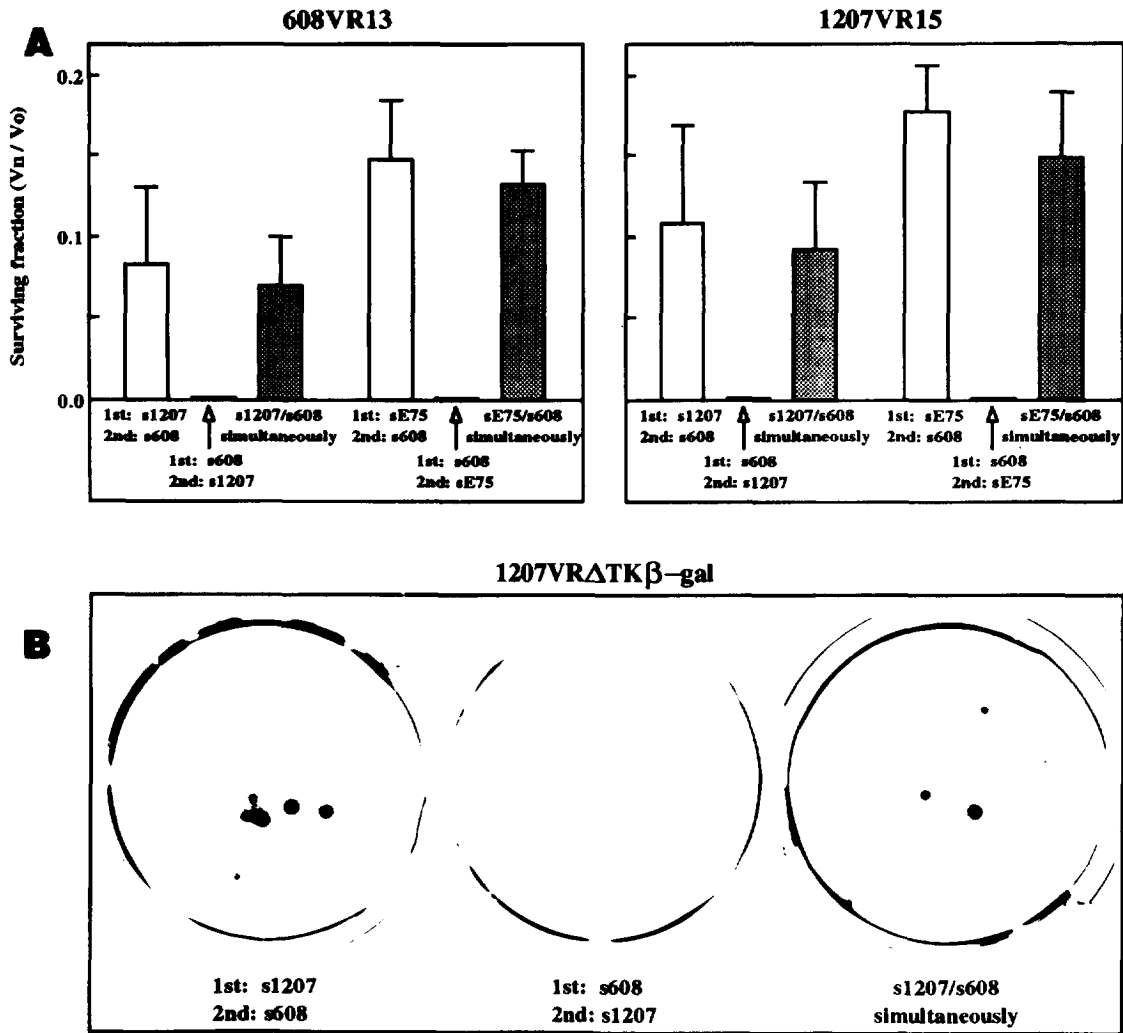 A
608VR13
1207VR15
Surviving fraction (Vn / Vo)
0.2
0.1
0.0
1st: s1207
2nd: s608
s1207/s608
simultaneously
1st: sE75
2nd: s608
sE75/s608
simultaneously
1st: s608
2nd: s1207
1st: s608
2nd: sE75
1st: s1207
2nd: s608
s1207/s608
simultaneously
1st: sE75
2nd: s608
sE75/s608
simultaneously
1st: s608
2nd: s1207
1st: s608
2nd: sE75
1207VRΔTKβ−gal
B
1st: s1207
2nd: s608
1st: s608
2nd: s1207
s1207/s608
simultaneously